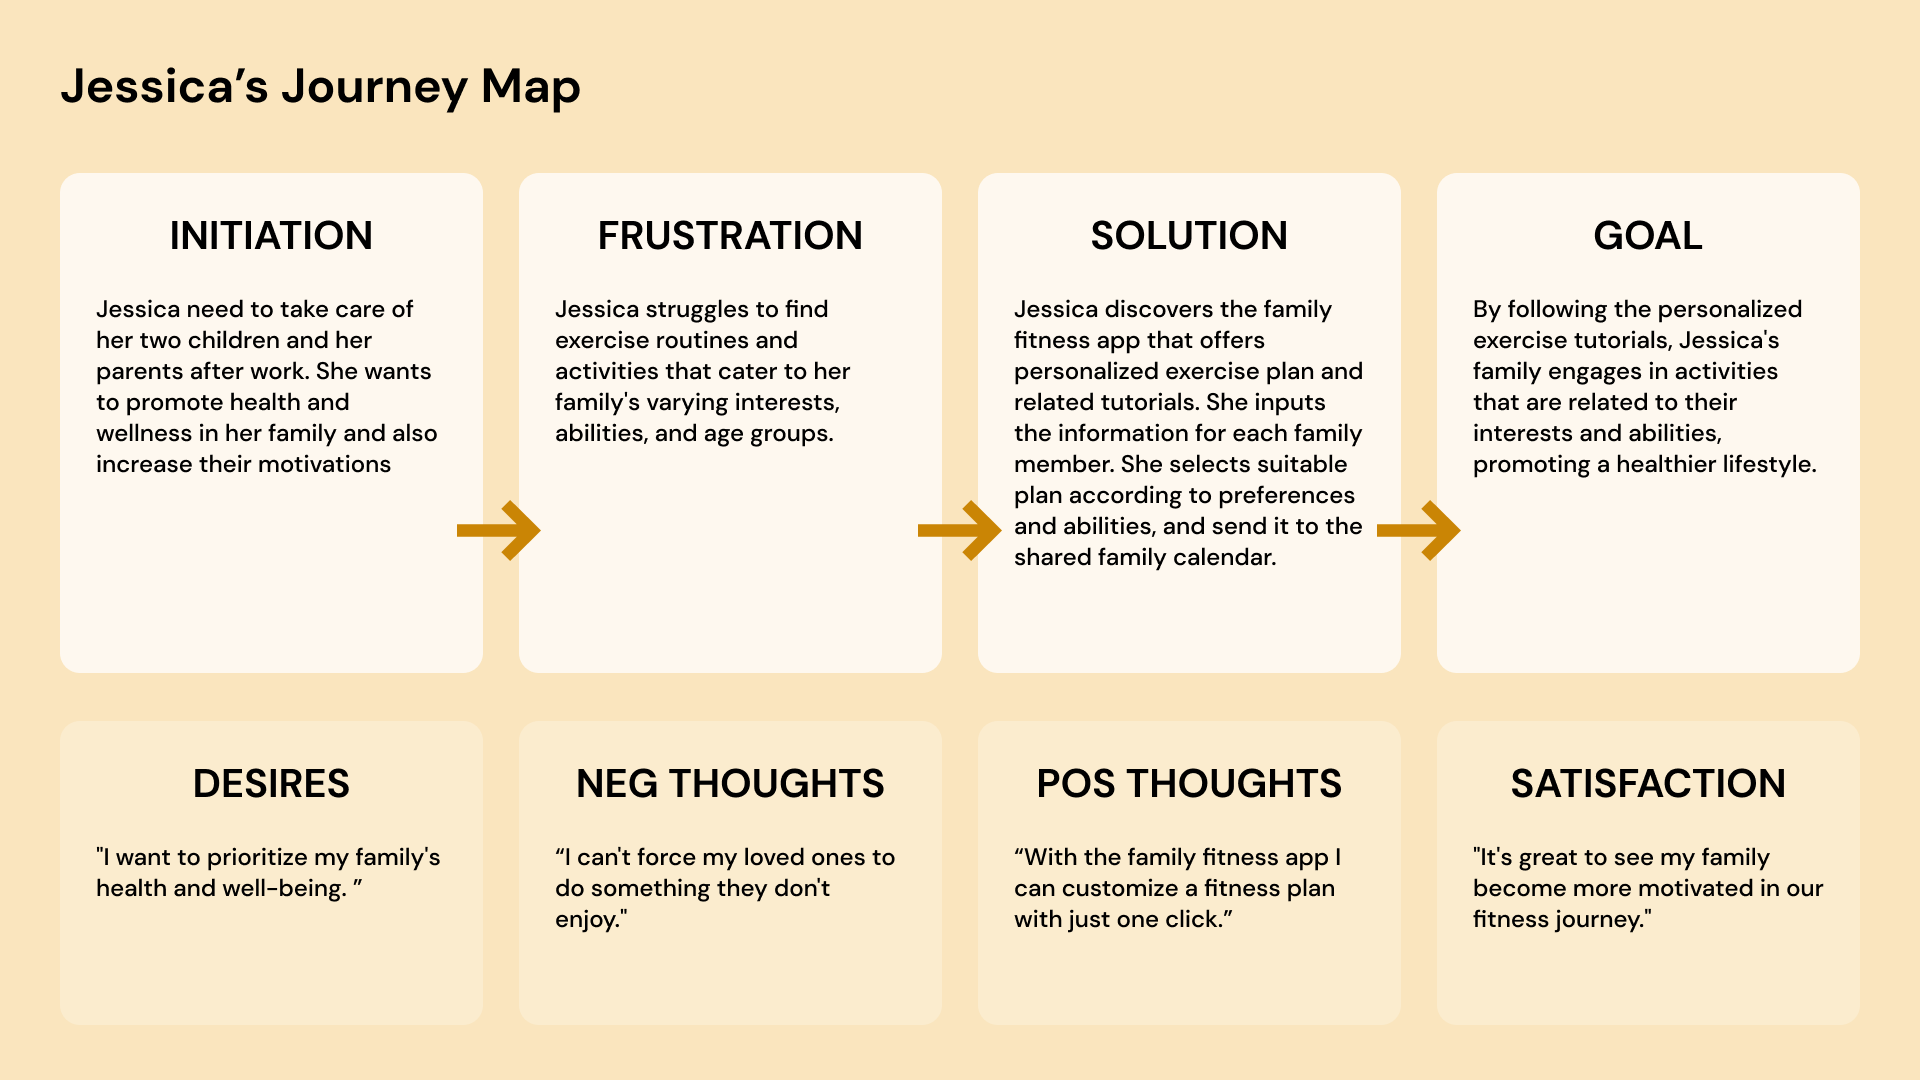 Jessica’s Journey Map
INITIATION
Jessica need to take care of
her two children and her
parents after work. She wants
to promote health and
wellness in her family and also
increase their motivations
FRUSTRATION
Jessica struggles to find
exercise routines and
activities that cater to her
family's varying interests,
abilities, and age groups.
SOLUTION
Jessica discovers the family
fitness app that offers
personalized exercise plan and
related tutorials. She inputs
the information for each family
member. She selects suitable
plan according to preferences
and abilities, and send it to the
shared family calendar.
GOAL
By following the personalized
exercise tutorials, Jessica's
family engages in activities
that are related to their
interests and abilities,
promoting a healthier lifestyle.
DESIRES
"I want to prioritize my family's
health and well-being. ”
NEG THOUGHTS
“I can't force my loved ones to
do something they don't
enjoy."
POS THOUGHTS
“With the family fitness app I
can customize a fitness plan
with just one click.”
SATISFACTION
"It's great to see my family
become more motivated in our
fitness journey."